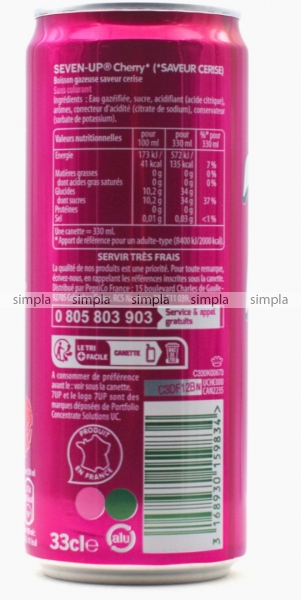 SEVEN-UP® Cherry* (*SAVEUR CERISE)
Boisson gazeuse saveur cerise
Sans colorant
Ingrédients : Eau gazéifiée, sucre, acidifiant (acide citrique),
arômes, correcteur d'acidité (citrate de sodium), conservateur
(sorbate de potassium).
Valeurs nutritionnelles pour 100 ml pour 330 ml %* pour 330 ml
Energie 173 kJ/ 41 kcal 572 kJ/ 135 kcal 7 %
Matières grasses 0 g 0 g
dont acides gras saturés 0 g 0 g
Glucides 10,2 g 34 g
dont sucres 10,2 g 34 g 37 %
Protéines 0 g 0 g
Sel 0,01 g 0,03 g <1 %
Une canette = 330 ml.
* Apport de référence pour un adulte-type (8400 kJ/2000 kcal).
SERVIR TRÈS FRAIS
La qualité de nos produits est une priorité. Pour toute remarque,
écrivez-nous, en rappelant les références inscrites sous la canette.
France : 15 boulevard Charles de Gaulle -
simpla simpla simpla simpla simpla
0 805 803 903 Service & appel gratuits
LE TRI + FACILE
CANETTE
A consommer de préférence
avant le : voir sous la canette.
7UP et le logo 7UP sont des
marques déposées de Portfolio
Concentrate Solutions UC.
PRODUIT EN FRANCE
33cl℮
alu
3 168930 159834